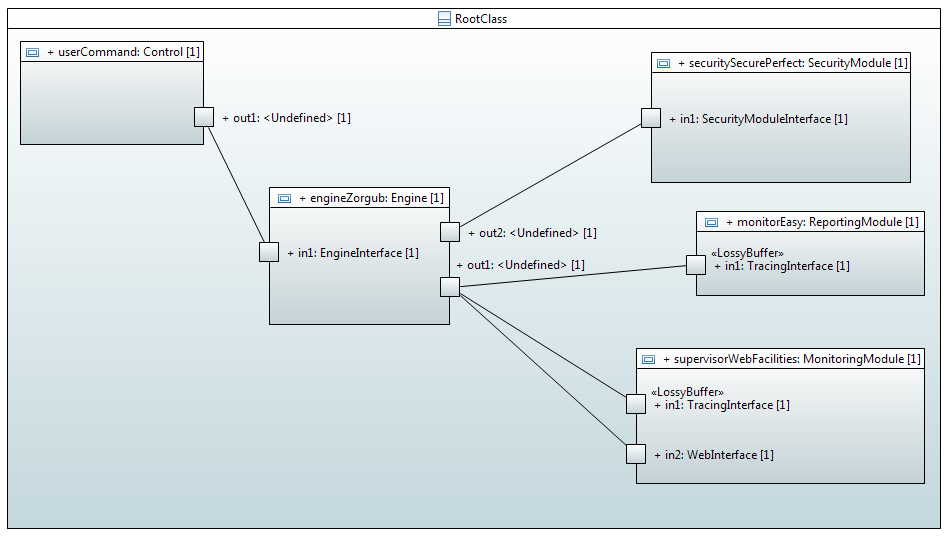 RootClass
+ userCommand: Control [1]
+ out1: <Undefined> [1]
+ engineZorgub: Engine [1]
+ in1: EngineInterface [1]
+ out2: <Undefined> [1]
+ out1: <Undefined> [1]
+ securitySecurePerfect: SecurityModule [1]
+ in1: SecurityModuleInterface [1]
+ monitorEasy: ReportingModule [1]
«LossyBuffer»
+ in1: TracingInterface [1]
+ supervisorWebFacilities: MonitoringModule [1]
«LossyBuffer»
+ in1: TracingInterface [1]
+ in2: WebInterface [1]